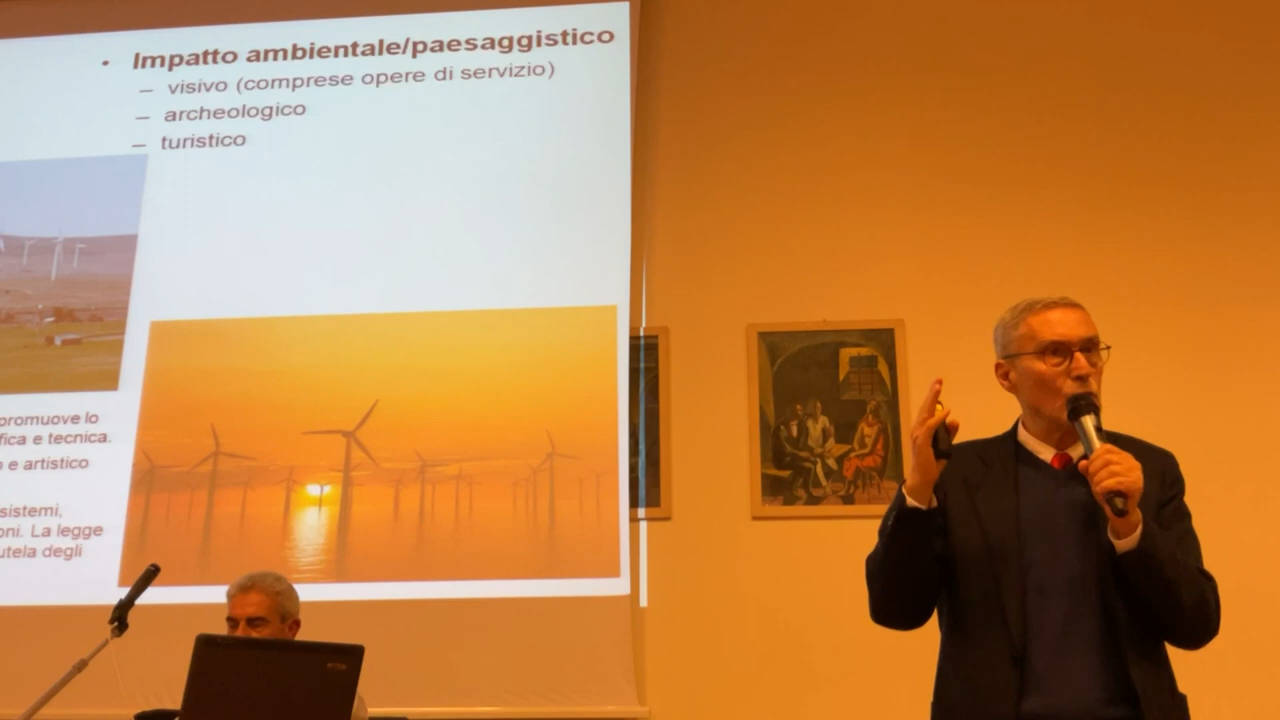 • Impatto ambientale/paesaggistico
– visivo (comprese opere di servizio)
– archeologico
– turistico
promuove lo
fica e tecnica.
e artistico
sistemi,
oni. La legge
utela degli